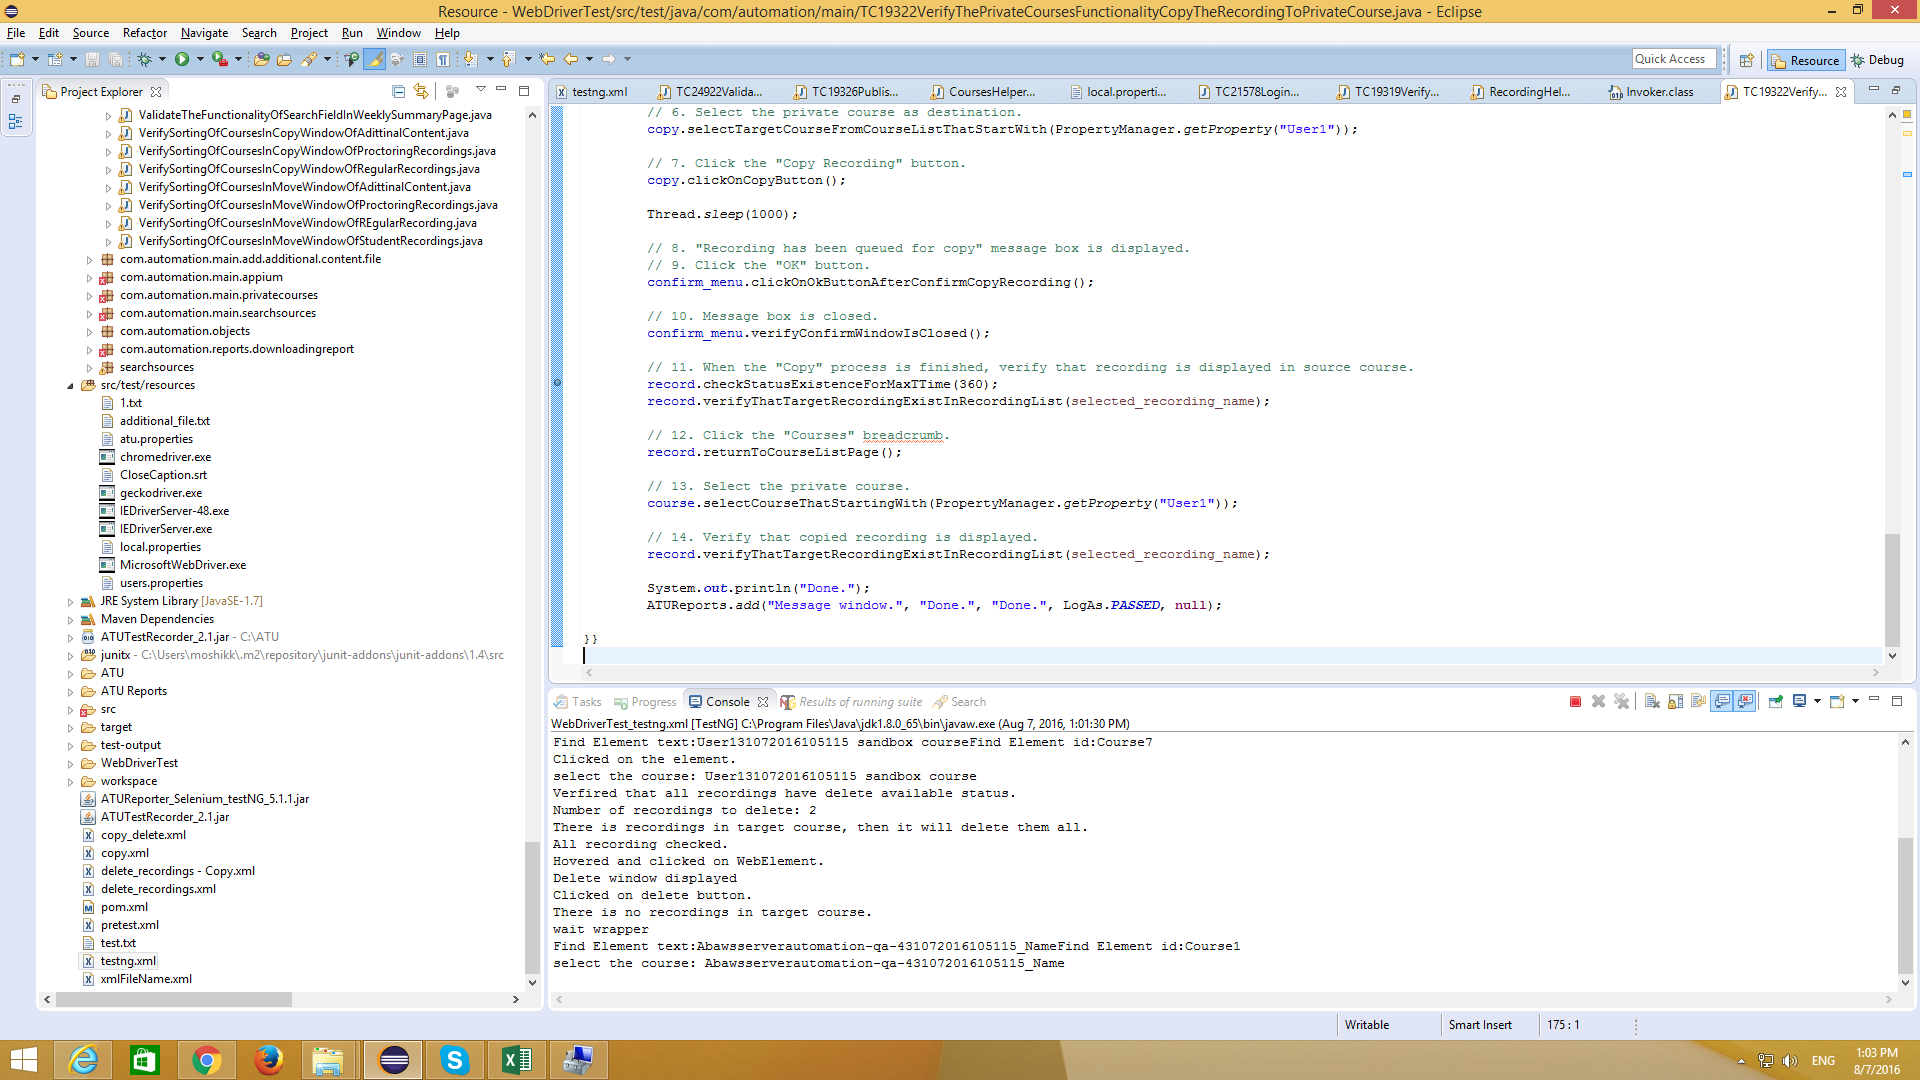 Resource - WebDriverTest/src/test/java/com/automation/main/TC19322VerifyThePrivateCoursesFunctionalityCopyTheRecordingToPrivateCourse.java - Eclipse
File Edit Source Refactor Navigate Search Project Run Window Help
Quick Access Resource Debug
Project Explorer
ValidateTheFunctionalityOfSearchFieldInWeeklySummaryPage.java
VerifySortingOfCoursesInCopyWindowOfAdittinalContent.java
VerifySortingOfCoursesInCopyWindowOfProctoringRecordings.java
VerifySortingOfCoursesInCopyWindowOfRegularRecordings.java
VerifySortingOfCoursesInMoveWindowOfAdittinalContent.java
VerifySortingOfCoursesInMoveWindowOfProctoringRecordings.java
VerifySortingOfCoursesInMoveWindowOfREgularRecording.java
VerifySortingOfCoursesInMoveWindowOfStudentRecordings.java
com.automation.main.add.additional.content.file
com.automation.main.appium
com.automation.main.privatecourses
com.automation.main.searchsources
com.automation.objects
com.automation.reports.downloadingreport
searchsources
src/test/resources
1.txt
additional_file.txt
atu.properties
chromedriver.exe
CloseCaption.srt
geckodriver.exe
IEDriverServer-48.exe
IEDriverServer.exe
local.properties
MicrosoftWebDriver.exe
users.properties
JRE System Library [JavaSE-1.7]
Maven Dependencies
ATUTestRecorder_2.1.jar - C:\ATU
junitx - C:\Users\moshikk\.m2\repository\junit-addons\junit-addons\1.4\src
ATU
ATU Reports
src
target
test-output
WebDriverTest
workspace
ATUReporter_Selenium_testNG_5.1.1.jar
ATUTestRecorder_2.1.jar
copy_delete.xml
copy.xml
delete_recordings - Copy.xml
delete_recordings.xml
pom.xml
pretest.xml
test.txt
testng.xml
xmlFileName.xml
testng.xml TC24922Valida... TC19326Publis... CoursesHelper... local.properti... TC21578Login... TC19319Verify... RecordingHel... Invoker.class TC19322Verify...
// 6. Select the private course as destination.
copy.selectTargetCourseFromCourseListThatStartWith(PropertyManager.getProperty("User1"));
// 7. Click the "Copy Recording" button.
copy.clickOnCopyButton();
Thread.sleep(1000);
// 8. "Recording has been queued for copy" message box is displayed.
// 9. Click the "OK" button.
confirm_menu.clickOnOkButtonAfterConfirmCopyRecording();
// 10. Message box is closed.
confirm_menu.verifyConfirmWindowIsClosed();
// 11. When the "Copy" process is finished, verify that recording is displayed in source course.
record.checkStatusExistenceForMaxTTime(360);
record.verifyThatTargetRecordingExistInRecordingList(selected_recording_name);
// 12. Click the "Courses" breadcrumb.
record.returnToCourseListPage();
// 13. Select the private course.
course.selectCourseThatStartingWith(PropertyManager.getProperty("User1"));
// 14. Verify that copied recording is displayed.
record.verifyThatTargetRecordingExistInRecordingList(selected_recording_name);
System.out.println("Done.");
ATUReports.add("Message window.", "Done.", "Done.", LogAs.PASSED, null);
}}
Tasks Progress Console Results of running suite Search
WebDriverTest_testng.xml [TestNG] C:\Program Files\Java\jdk1.8.0_65\bin\javaw.exe (Aug 7, 2016, 1:01:30 PM)
Find Element text:User131072016105115 sandbox courseFind Element id:Course7
Clicked on the element.
select the course: User131072016105115 sandbox course
Verfired that all recordings have delete available status.
Number of recordings to delete: 2
There is recordings in target course, then it will delete them all.
All recording checked.
Hovered and clicked on WebElement.
Delete window displayed
Clicked on delete button.
There is no recordings in target course.
wait wrapper
Find Element text:Abawsserverautomation-qa-431072016105115_NameFind Element id:Course1
select the course: Abawsserverautomation-qa-431072016105115_Name
Writable Smart Insert 175 : 1
ENG
1:03 PM
8/7/2016